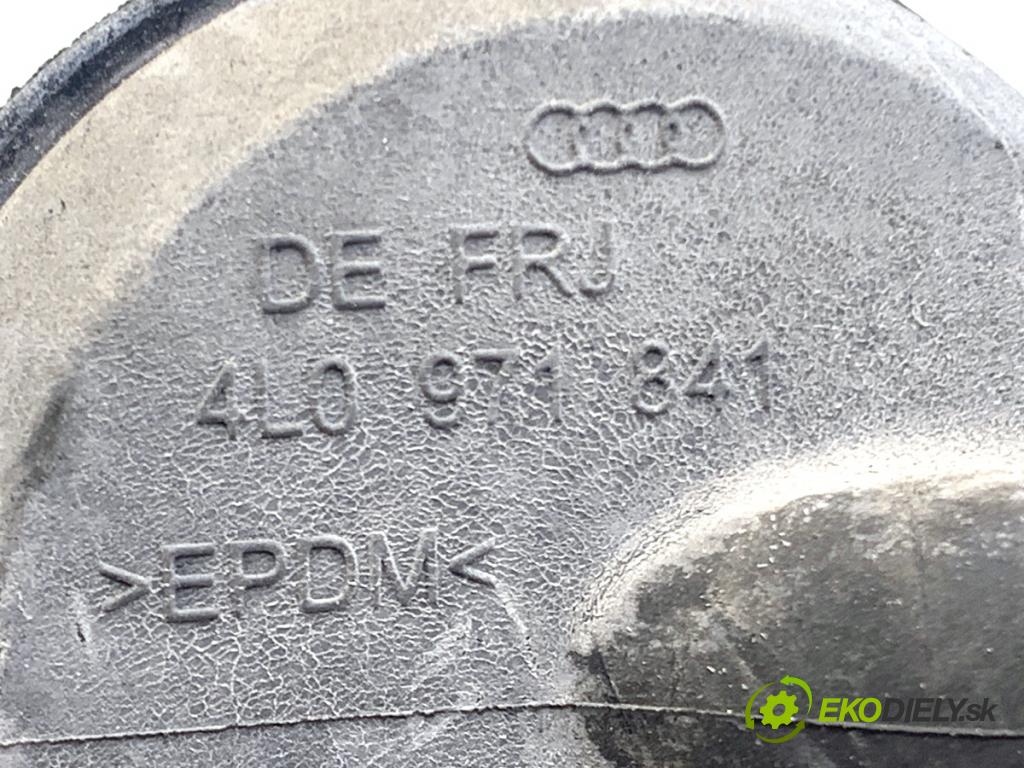 DE FRJ
4L0 971 841
>EPDM<
EKODIELY.sk